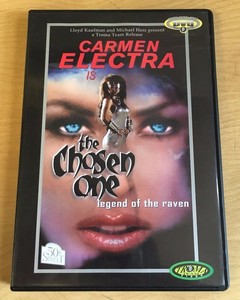 DVD
Lloyd Kaufman and Michael Herz present
a Troma Team Release
CARMEN
ELECTRA
IS
the
Chosen
one
legend of the raven